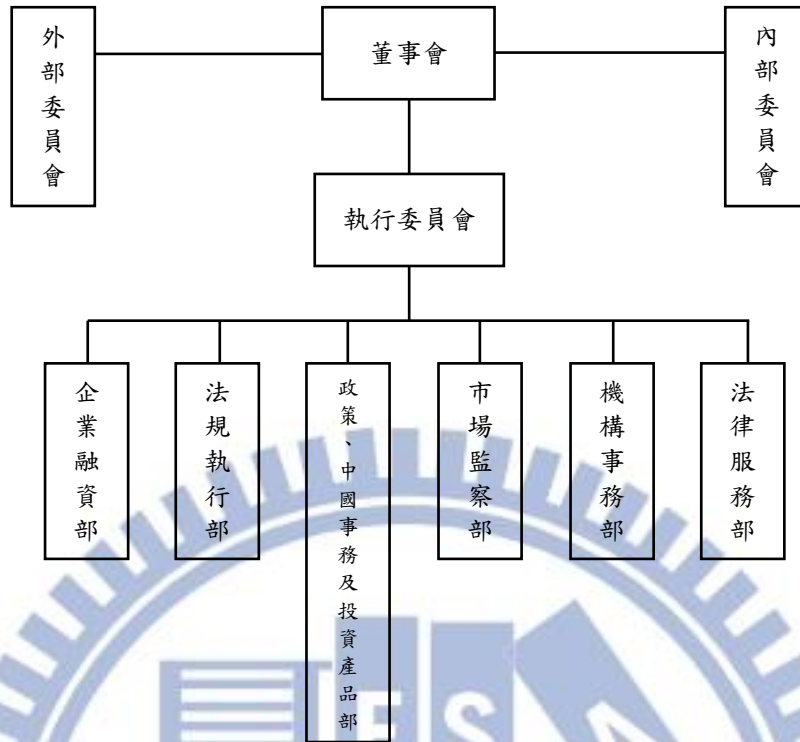 外部委員會
董事會
內部委員會
執行委員會
企業融資部
法規執行部
政策、中國事務及投資產品部
市場監察部
機構事務部
法律服務部
ESA